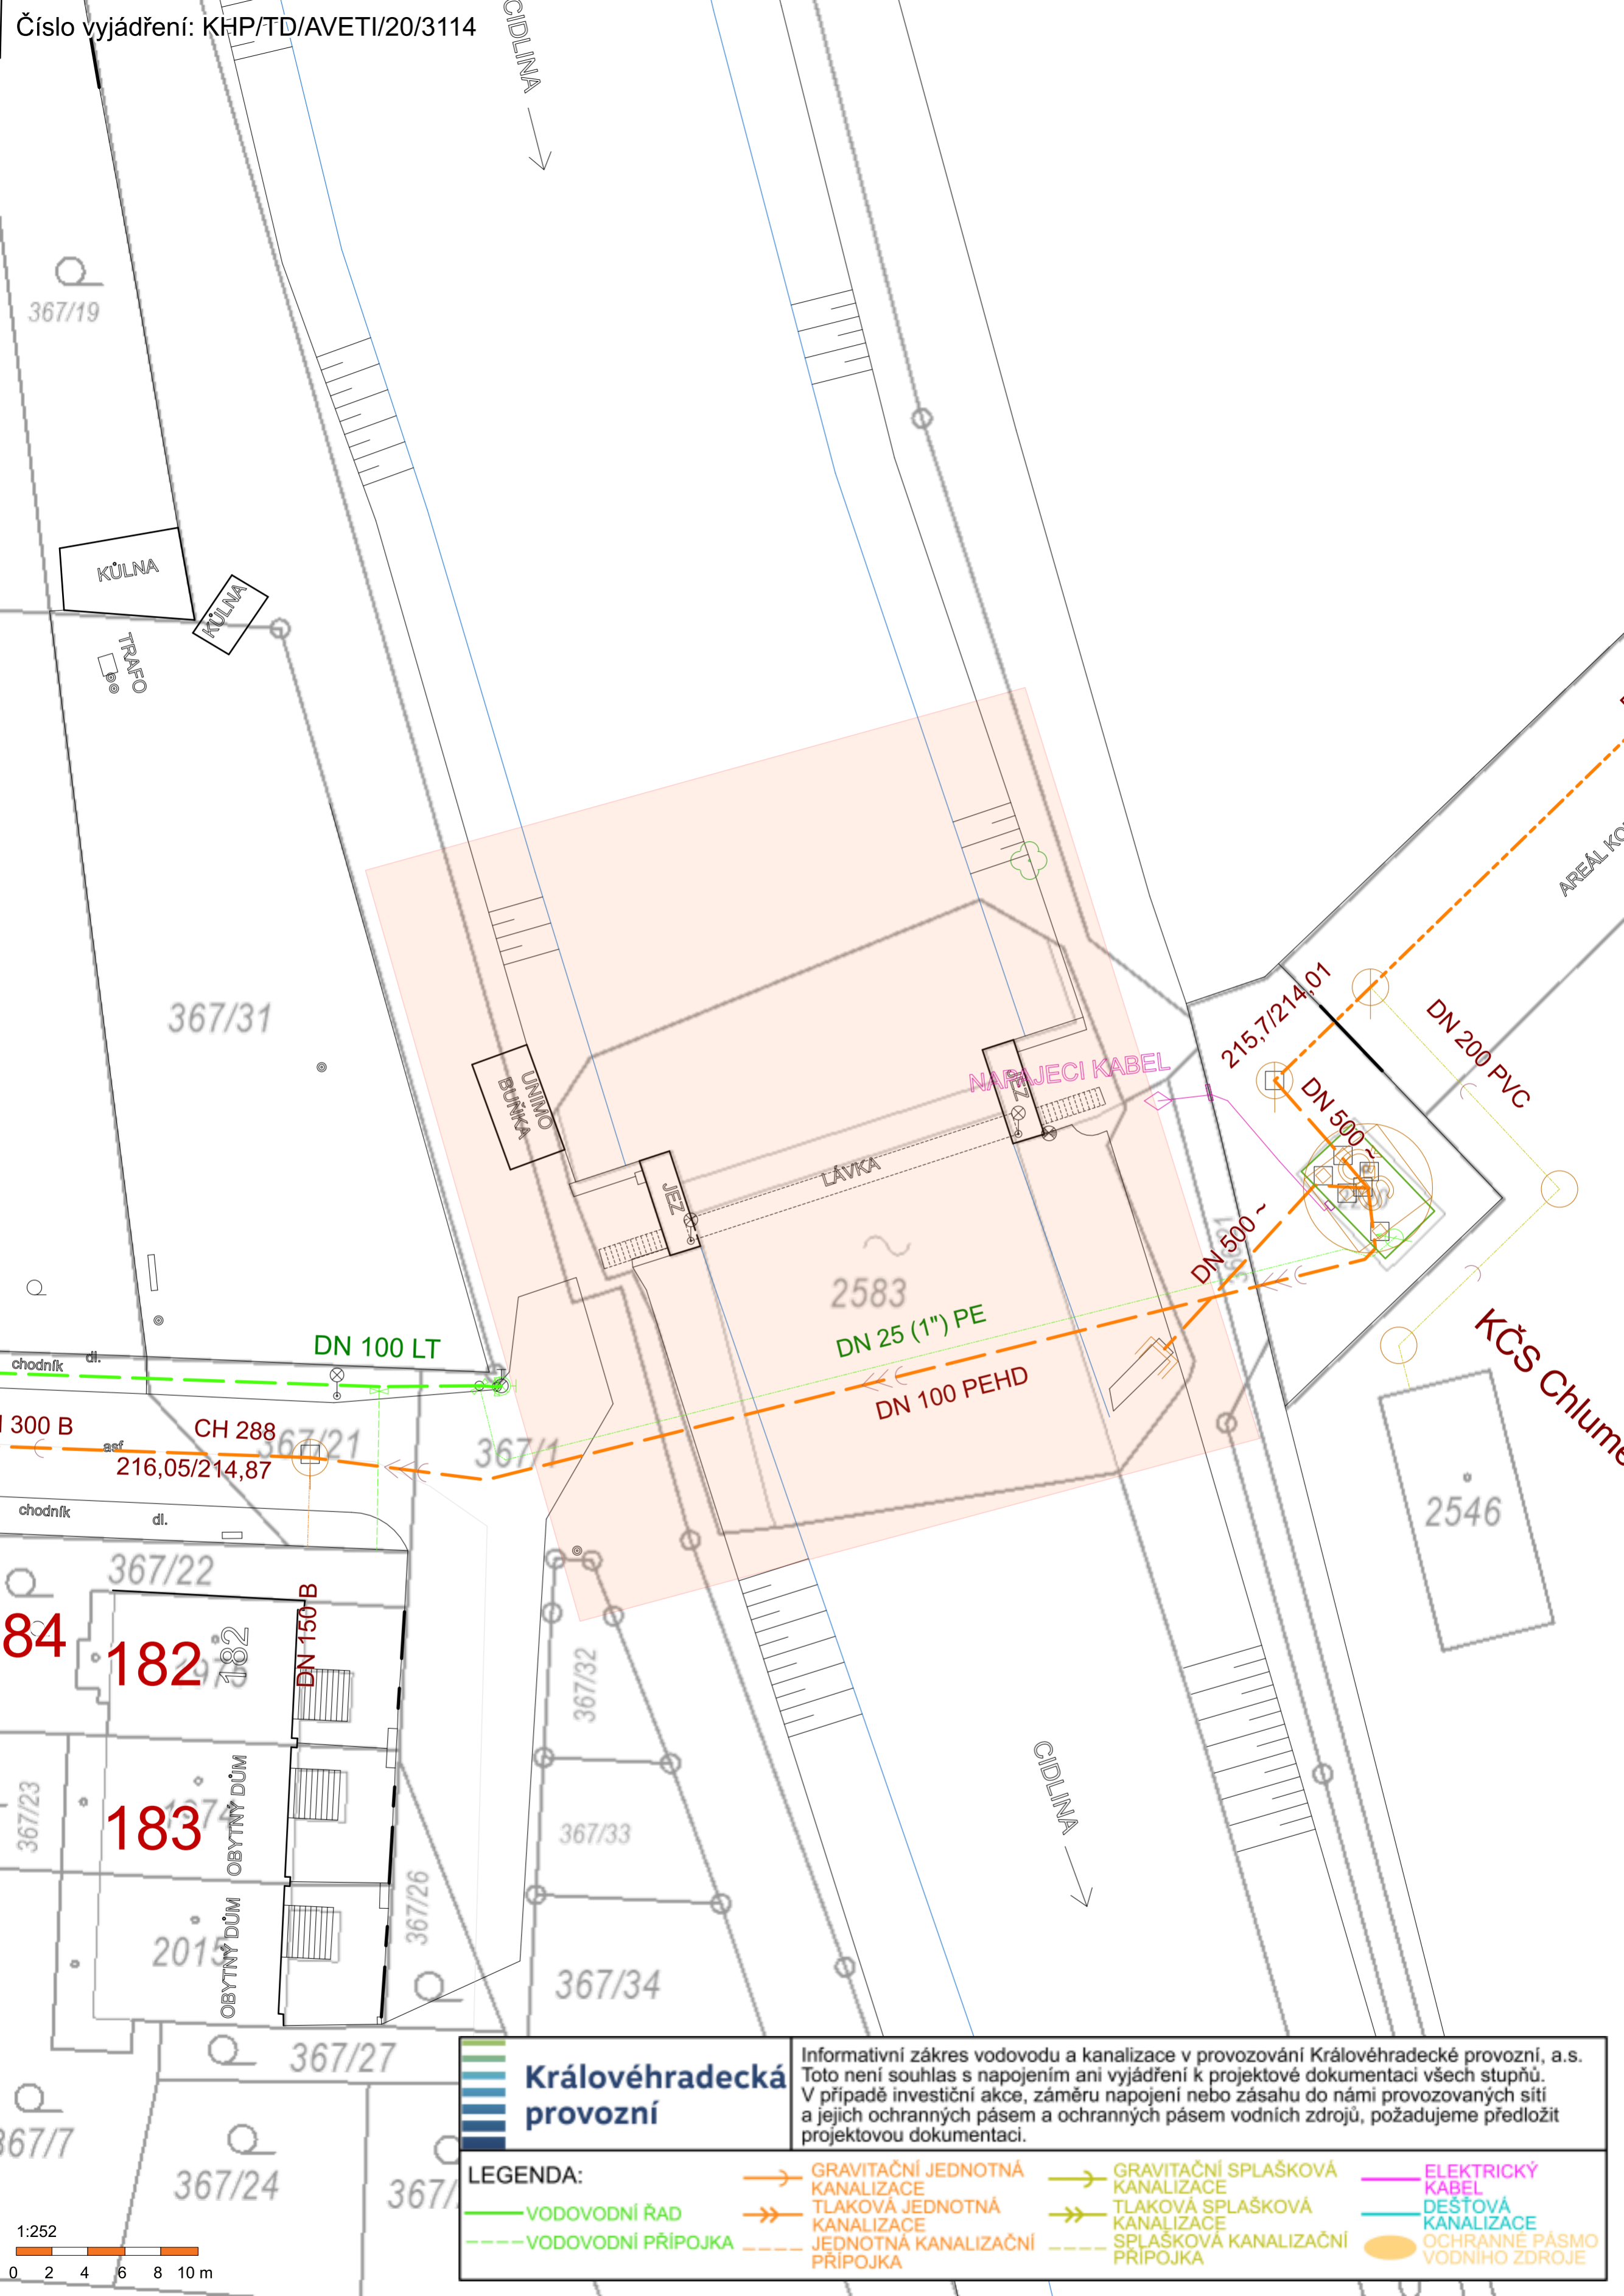 Číslo vyjádření: KHP/TD/AVETI/20/3114
CIDLINA
367/19
KŮLNA
KŮLNA
TRAFO
367/31
UNIMO
BUŇKA
JEZ
JEZ
NAPÁJECI KABEL
LÁVKA
2583
215,7/214,01
DN 200 PVC
DN 500 ~
DN 500 ~
DN 25 (1") PE
DN 100 PEHD
DN 100 LT
chodník
dl.
CH 288
asf
216,05/214,87
367/21
367/1
300 B
chodník
dl.
367/22
84
182
182
DN 150 B
183
OBYTNÝ DŮM
OBYTNÝ DŮM
2015
367/23
367/26
367/32
367/33
367/34
367/27
367/24
367/7
2546
CIDLINA
Královéhradecká
provozní
Informativní zákres vodovodu a kanalizace v provozování Královéhradecké provozní, a.s.
Toto není souhlas s napojením ani vyjádření k projektové dokumentaci všech stupňů.
V případě investiční akce, záměru napojení nebo zásahu do námi provozovaných sítí
a jejich ochranných pásem a ochranných pásem vodních zdrojů, požadujeme předložit
projektovou dokumentaci.
LEGENDA:
VODOVODNÍ ŘAD
VODOVODNÍ PŘÍPOJKA
GRAVITAČNÍ JEDNOTNÁ
KANALIZACE
TLAKOVÁ JEDNOTNÁ
KANALIZACE
JEDNOTNÁ KANALIZAČNÍ
PŘÍPOJKA
GRAVITAČNÍ SPLAŠKOVÁ
KANALIZACE
TLAKOVÁ SPLAŠKOVÁ
KANALIZACE
SPLAŠKOVÁ KANALIZAČNÍ
PŘÍPOJKA
ELEKTRICKÝ
KABEL
DEŠŤOVÁ
KANALIZACE
OCHRANNÉ PÁSMO
VODNÍHO ZDROJE
1:252
0 2 4 6 8 10 m